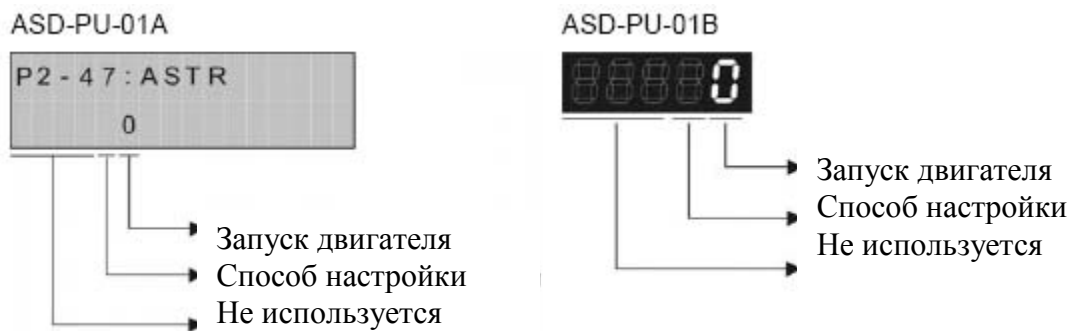 ASD-PU-01A
P2-47:ASTR
0
Запуск двигателя
Способ настройки
Не используется
ASD-PU-01B
0
Запуск двигателя
Способ настройки
Не используется